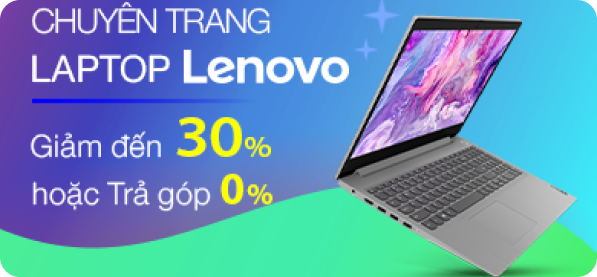 CHUYÊN TRANG
LAPTOP Lenovo
Giảm đến 30%
hoặc Trả góp 0%